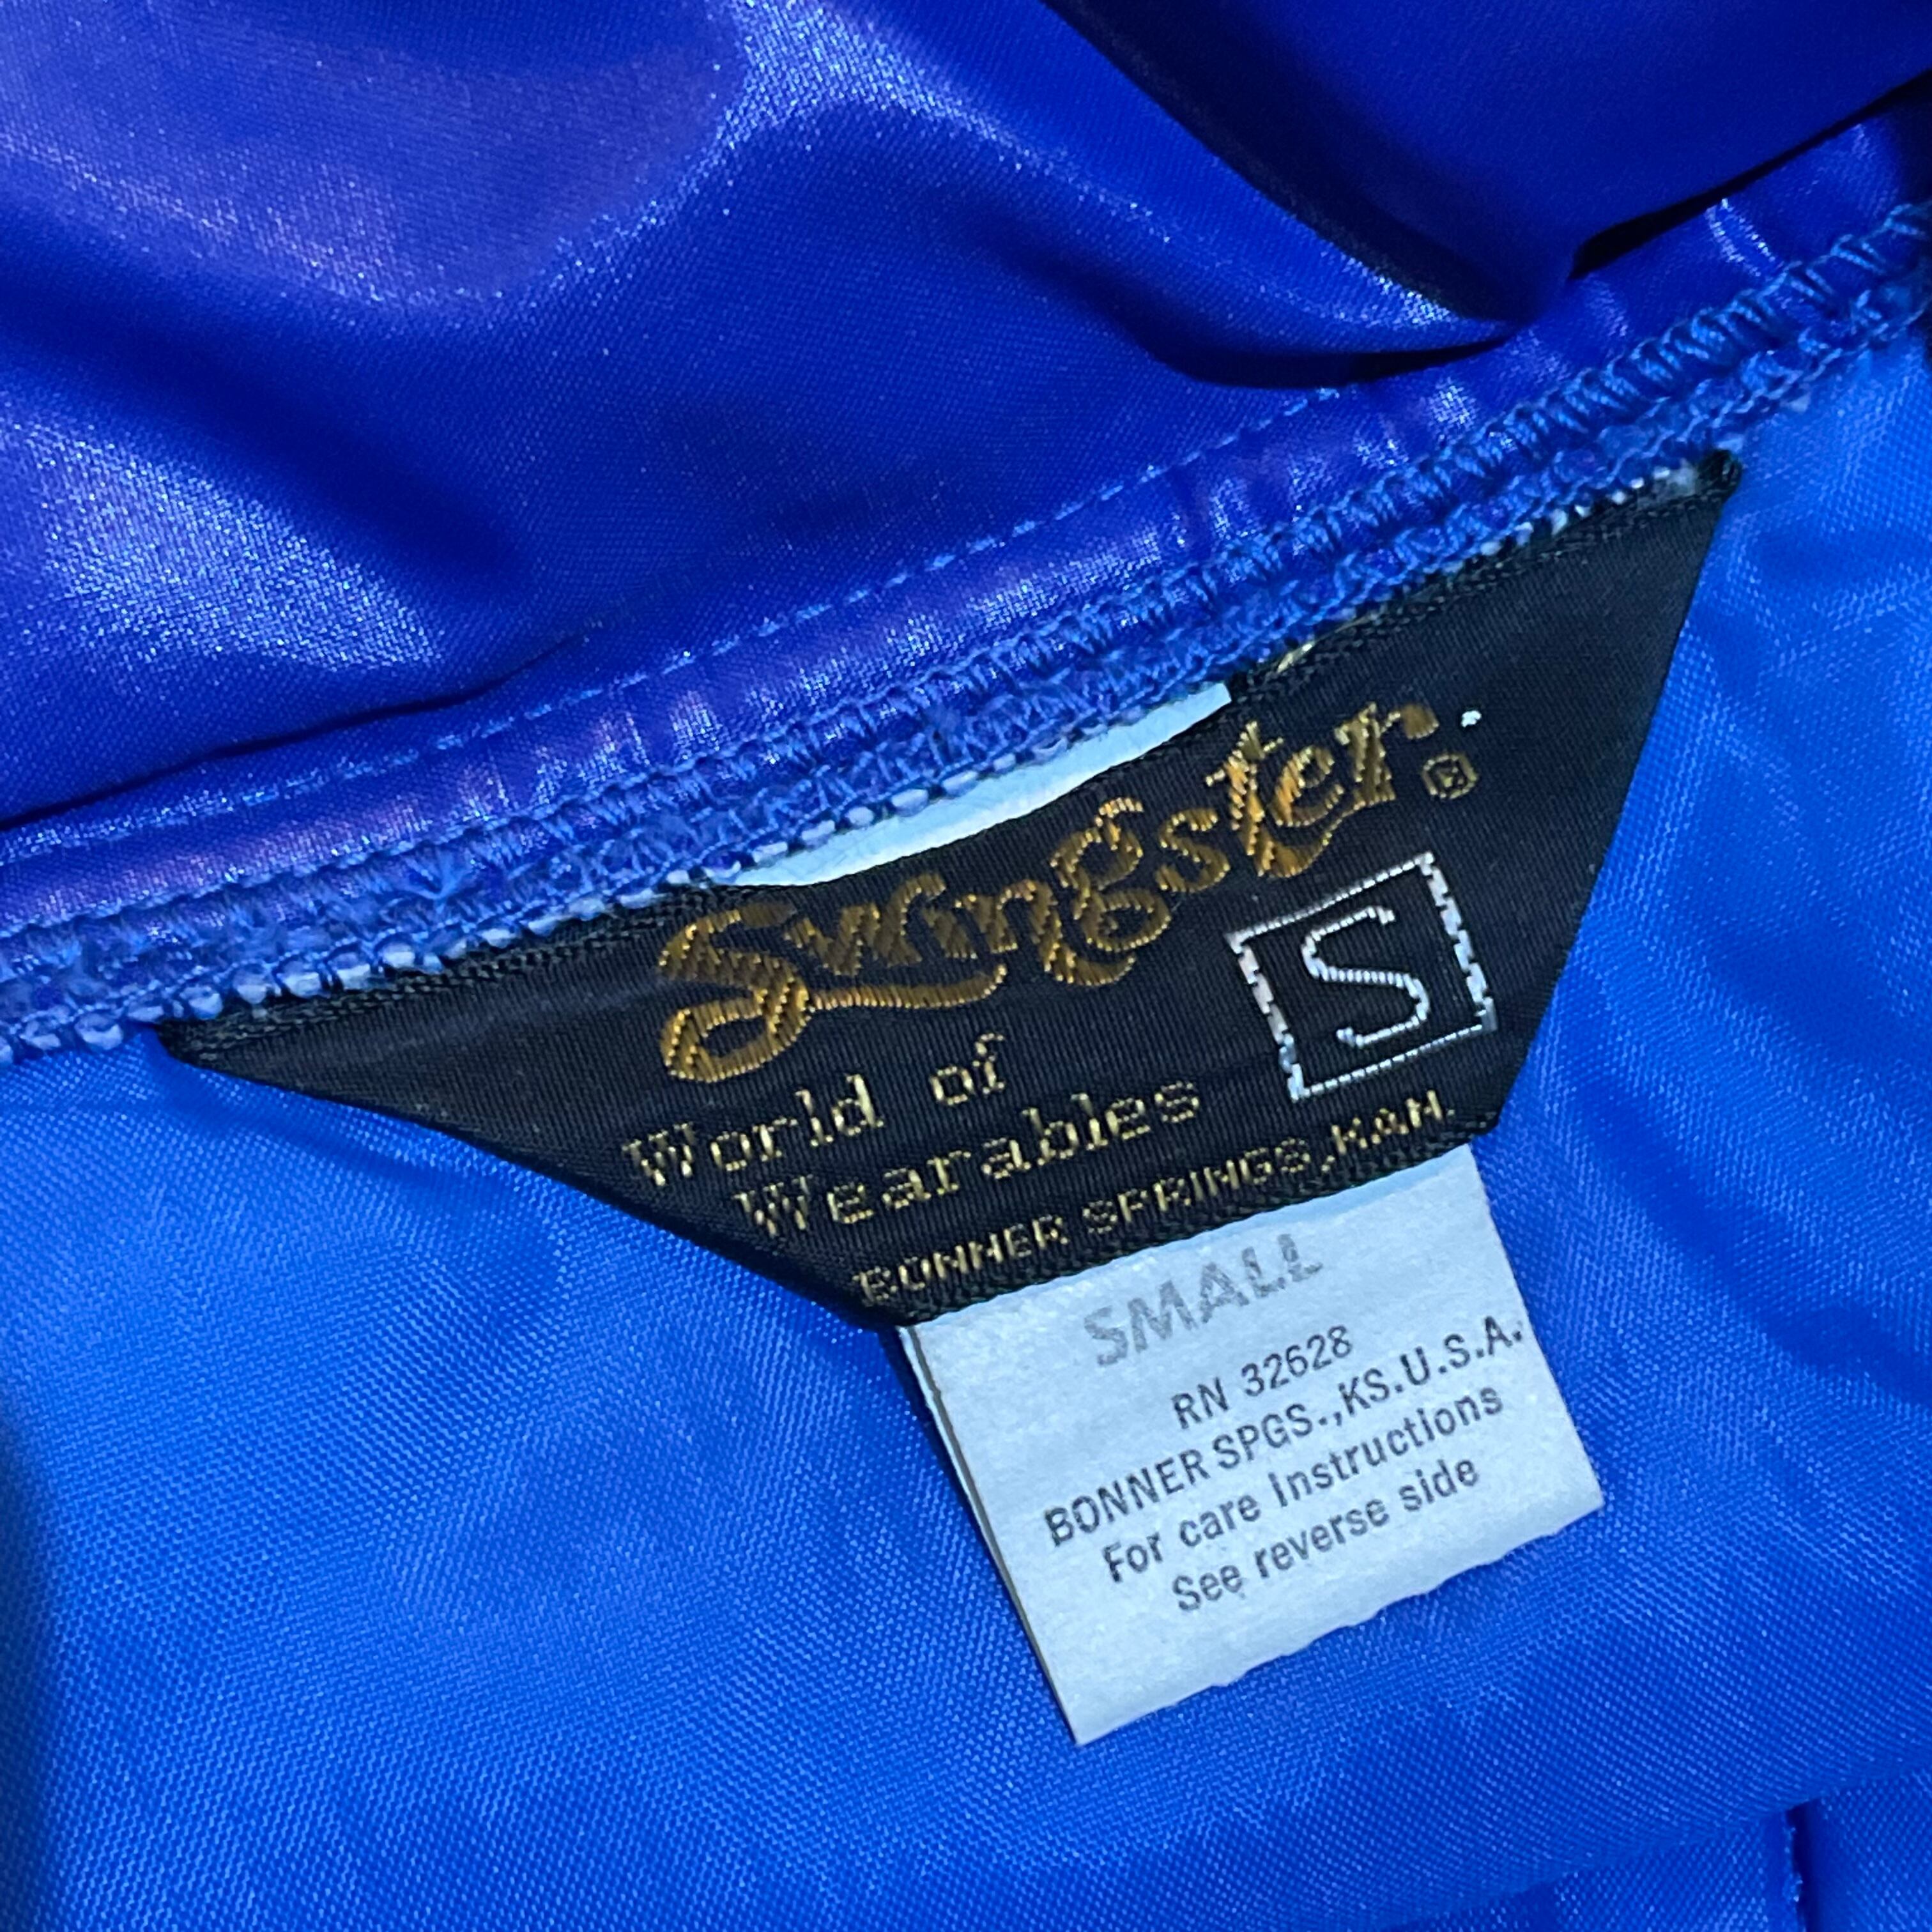 Swingster ®
S
World of
Wearables
BONNER SPRINGS, KAN.
SMALL
RN 32628
BONNER SPGS., KS. U.S.A.
For care Instructions
See reverse side